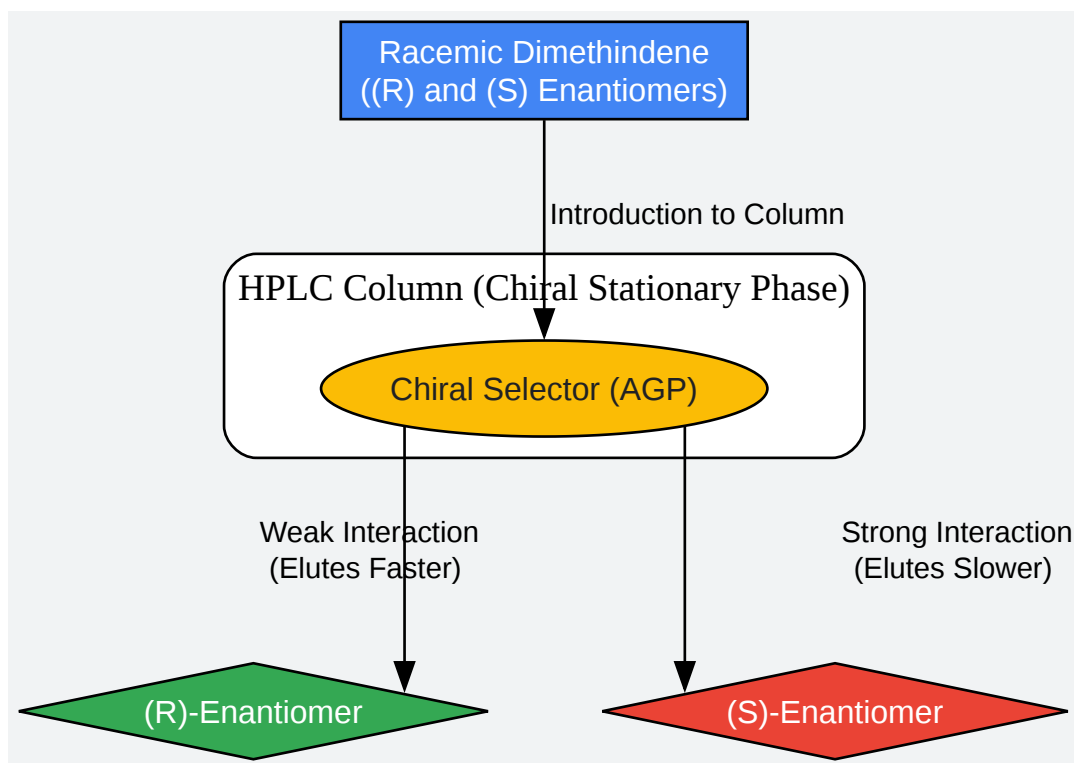 Racemic Dimethindene
((R) and (S) Enantiomers)
Introduction to Column
HPLC Column (Chiral Stationary Phase)
Chiral Selector (AGP)
Weak Interaction
(Elutes Faster)
Strong Interaction
(Elutes Slower)
(R)-Enantiomer
(S)-Enantiomer